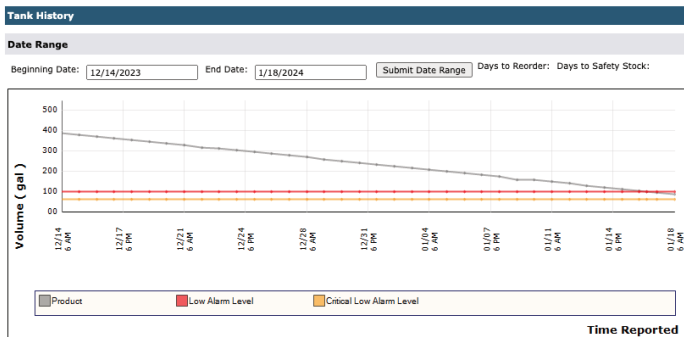 Tank History
Date Range
Beginning Date: 12/14/2023 End Date: 1/18/2024 Submit Date Range Days to Reorder: Days to Safety Stock:
500
400
300
200
100
00
Volume ( gal )
12/14 6 AM
12/17 6 PM
12/21 6 AM
12/24 6 PM
12/28 6 AM
12/31 6 PM
01/04 6 AM
01/07 6 PM
01/11 6 AM
01/14 6 PM
01/18 6 AM
Product Low Alarm Level Critical Low Alarm Level
Time Reported